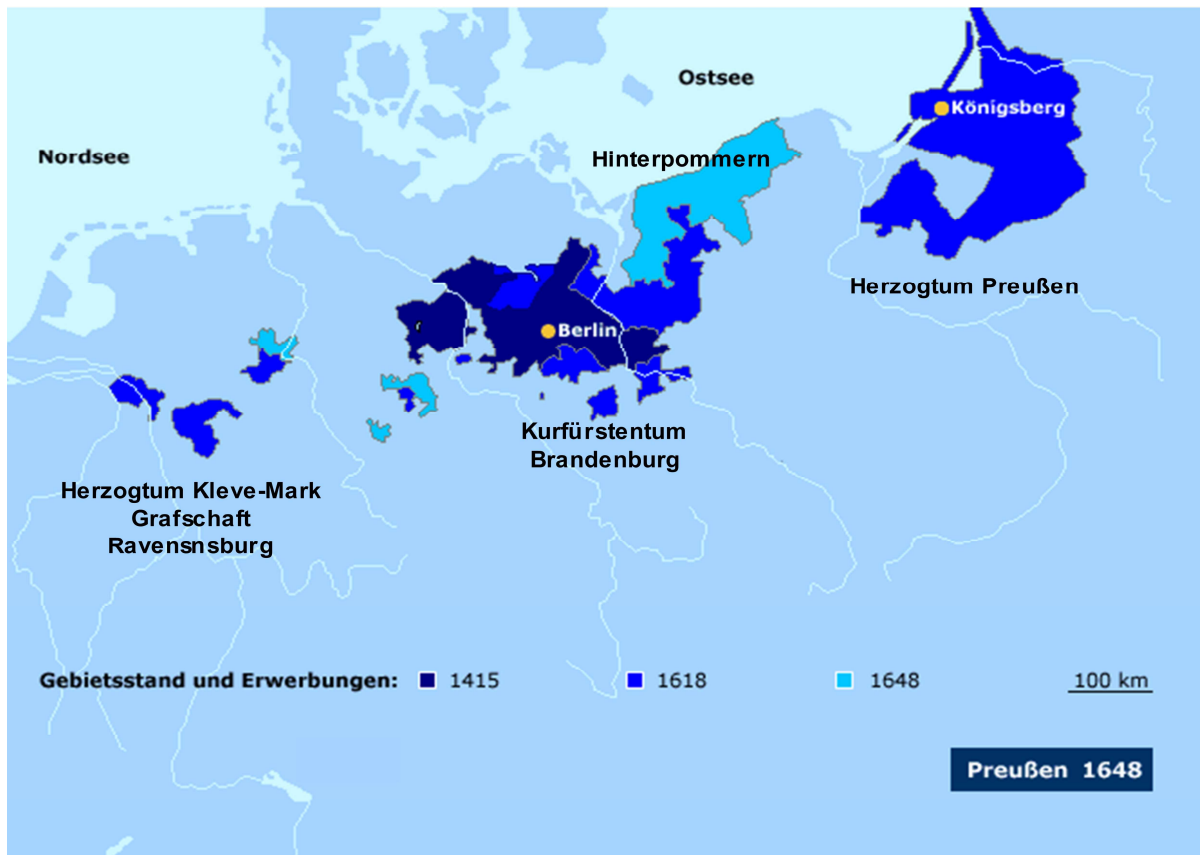 Ostsee
Königsberg
Nordsee
Hinterpommern
Herzogtum Preußen
Berlin
Kurfürstentum
Brandenburg
Herzogtum Kleve-Mark
Grafschaft
Ravensnsburg
Gebietsstand und Erwerbungen: 1415 1618 1648 100 km
Preußen 1648